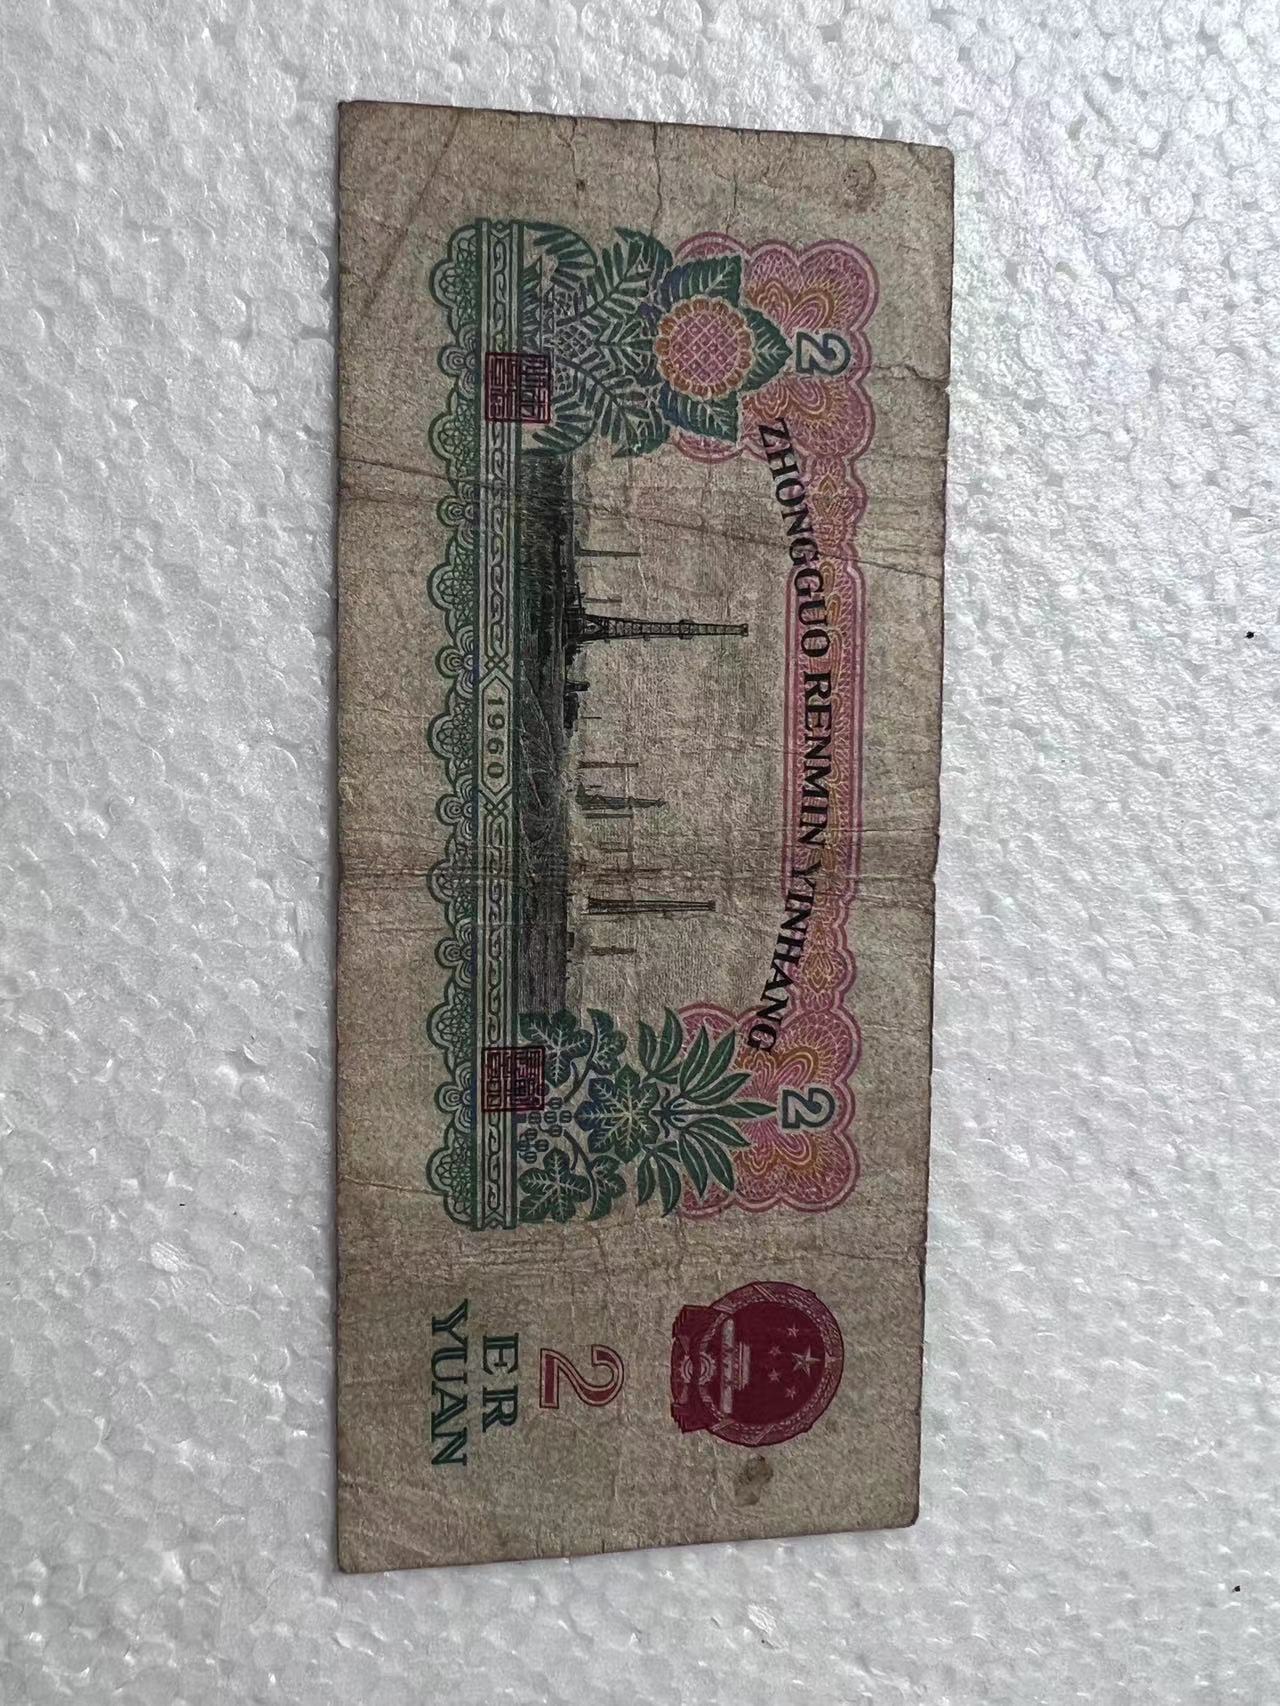 ZHONGGUO RENMIN YINHANG
2
2
1960
2
ER
YUAN